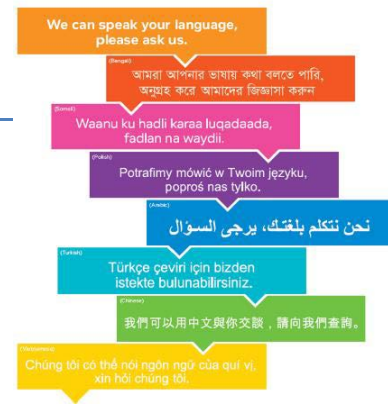 We can speak your language,
please ask us.
(Bengali)
আমরা আপনার ভাষায় কথা বলতে পারি,
অনুগ্রহ করে আমাদের জিজ্ঞাসা করুন
(Somali)
Waanu ku hadli karaa luqadaada,
fadlan na waydii.
(Polish)
Potrafimy mówić w Twoim języku,
poproś nas tylko.
(Arabic)
نحن نتكلم بلغتك، يرجى السؤال
(Turkish)
Türkçe çeviri için bizden
istekte bulunabilirsiniz.
(Chinese)
我們可以用中文與你交談，請向我們查詢。
(Vietnamese)
Chúng tôi có thể nói ngôn ngữ của quí vị,
xin hỏi chúng tôi.